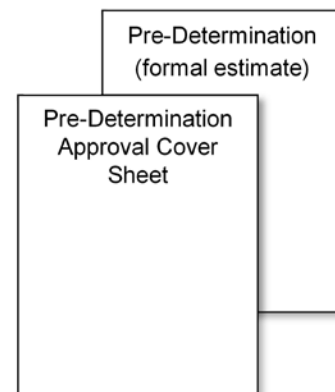 Pre-Determination
(formal estimate)
Pre-Determination
Approval Cover
Sheet